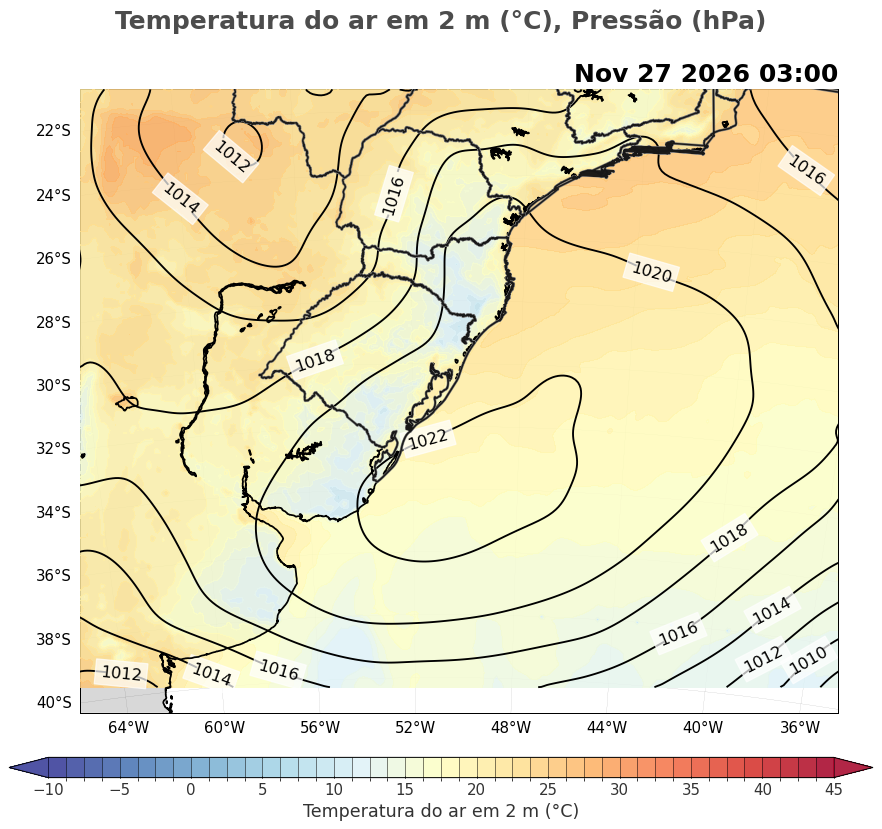 Temperatura do ar em 2 m (°C), Pressão (hPa)
Nov 27 2026 03:00
22°S
24°S
26°S
28°S
30°S
32°S
34°S
36°S
38°S
40°S
1012
1014
1016
1016
1020
1018
1022
1018
1016
1014
1012
1010
1012
1014
1016
64°W
60°W
56°W
52°W
48°W
44°W
40°W
36°W
−10
−5
0
5
10
15
20
25
30
35
40
45
Temperatura do ar em 2 m (°C)